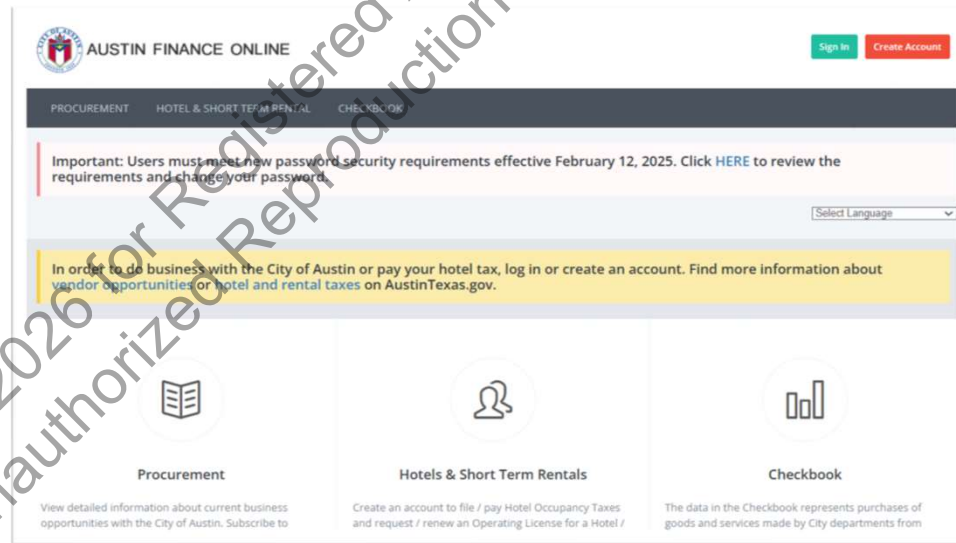 AUSTIN FINANCE ONLINE
Sign In
Create Account
PROCUREMENT
HOTEL & SHORT TERM RENTAL
CHECKBOOK
Important: Users must meet new password security requirements effective February 12, 2025. Click HERE to review the
requirements and change your password.
Select Language
In order to do business with the City of Austin or pay your hotel tax, log in or create an account. Find more information about
vendor opportunities or hotel and rental taxes on AustinTexas.gov.
Procurement
View detailed information about current business
opportunities with the City of Austin. Subscribe to
Hotels & Short Term Rentals
Create an account to file / pay Hotel Occupancy Taxes
and request / renew an Operating License for a Hotel /
Checkbook
The data in the Checkbook represents purchases of
goods and services made by City departments from
2026 for Registered
Reproduction